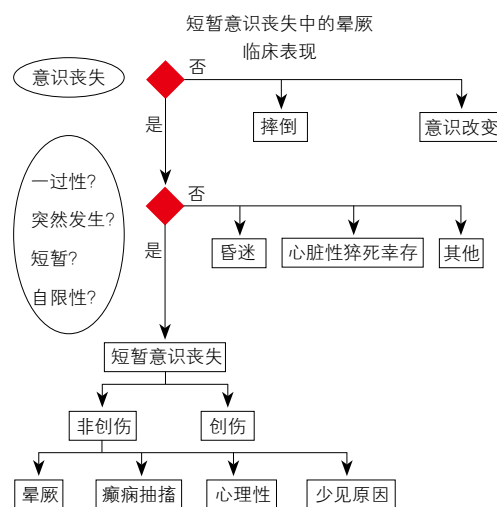 短暂意识丧失中的晕厥
临床表现
意识丧失
否
摔倒
意识改变
是
一过性?
突然发生?
短暂?
自限性?
否
昏迷
心脏性猝死幸存
其他
是
短暂意识丧失
非创伤
创伤
晕厥
癫痫抽搐
心理性
少见原因